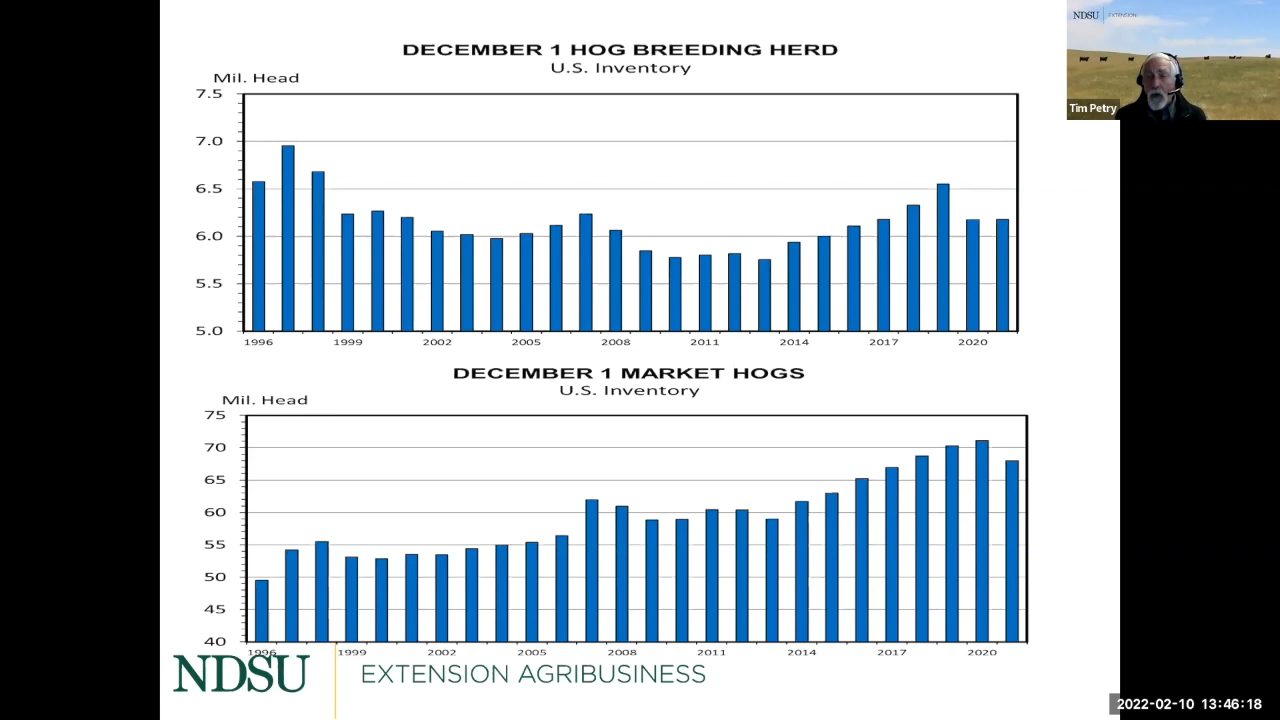 DECEMBER 1 HOG BREEDING HERD
U.S. Inventory
Mil. Head
7.5
7.0
6.5
6.0
5.5
5.0
1996 1999 2002 2005 2008 2011 2014 2017 2020
DECEMBER 1 MARKET HOGS
U.S. Inventory
Mil. Head
75
70
65
60
55
50
45
40
1996 1999 2002 2005 2008 2011 2014 2017 2020
NDSU EXTENSION AGRIBUSINESS
NDSU EXTENSION
Tim Petry
2022-02-10 13:46:18